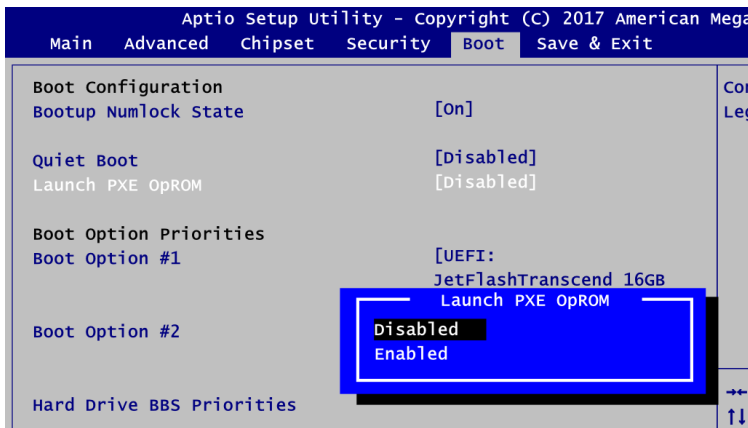 Aptio Setup Utility – Copyright (C) 2017 American
Main Advanced Chipset Security Boot Save & Exit
Boot Configuration
Bootup Numlock State [On]
Quiet Boot [Disabled]
Launch PXE OpROM [Disabled]
Boot Option Priorities
Boot Option #1 [UEFI:
JetFlashTranscend 16GB
Launch PXE OpROM
Boot Option #2
Disabled
Enabled
Hard Drive BBS Priorities